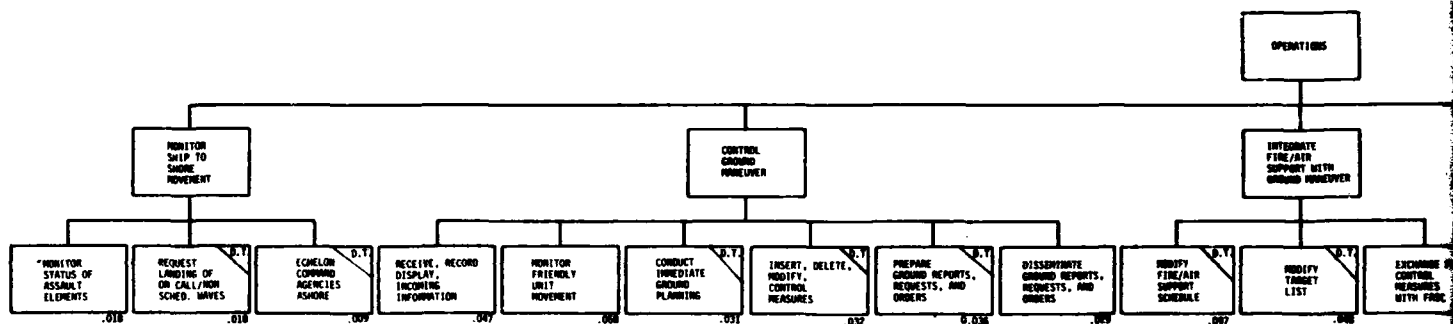 OPERATIONS
MONITOR
SHIP TO
SHORE
MOVEMENT
CONTROL
GROUND
MANEUVER
INTEGRATE
FIRE/AIR
SUPPORT WITH
GROUND MANEUVER
MONITOR
STATUS OF
ASSAULT
ELEMENTS
.018
D.T.
REQUEST
LANDING OF
ON CALL/NON
SCHED. WAVES
.018
D.T.
ECHELON
COMMAND
AGENCIES
ASHORE
.009
RECEIVE, RECORD
DISPLAY,
INCOMING
INFORMATION
.047
MONITOR
FRIENDLY
UNIT
MOVEMENT
D.T.
CONDUCT
IMMEDIATE
GROUND
PLANNING
.031
D.T.
INSERT, DELETE,
MODIFY,
CONTROL
MEASURES
.032
D.T.
PREPARE
GROUND REPORTS,
REQUESTS, AND
ORDERS
0.036
DISSEMINATE
GROUND REPORTS,
REQUESTS, AND
ORDERS
D.T.
MODIFY
FIRE/AIR
SUPPORT
SCHEDULE
D.T.
MODIFY
TARGET
LIST
EXCHANGE
CONTROL
MEASURES
WITH